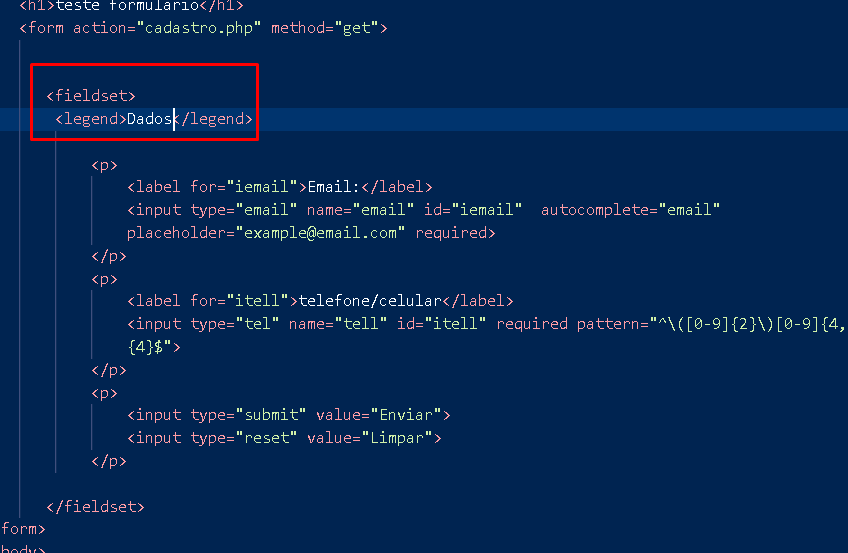 <h1>teste formulario</h1>
<form action="cadastro.php" method="get">
<fieldset>
<legend>Dados</legend>
<p>
<label for="iemail">Email:</label>
<input type="email" name="email" id="iemail"  autocomplete="email"
placeholder="example@email.com" required>
</p>
<p>
<label for="itell">telefone/celular</label>
<input type="tel" name="tell" id="itell" required pattern="^\([0-9]{2}\)[0-9]{4,
{4}$">
</p>
<p>
<input type="submit" value="Enviar">
<input type="reset" value="Limpar">
</p>
</fieldset>
form>
body>